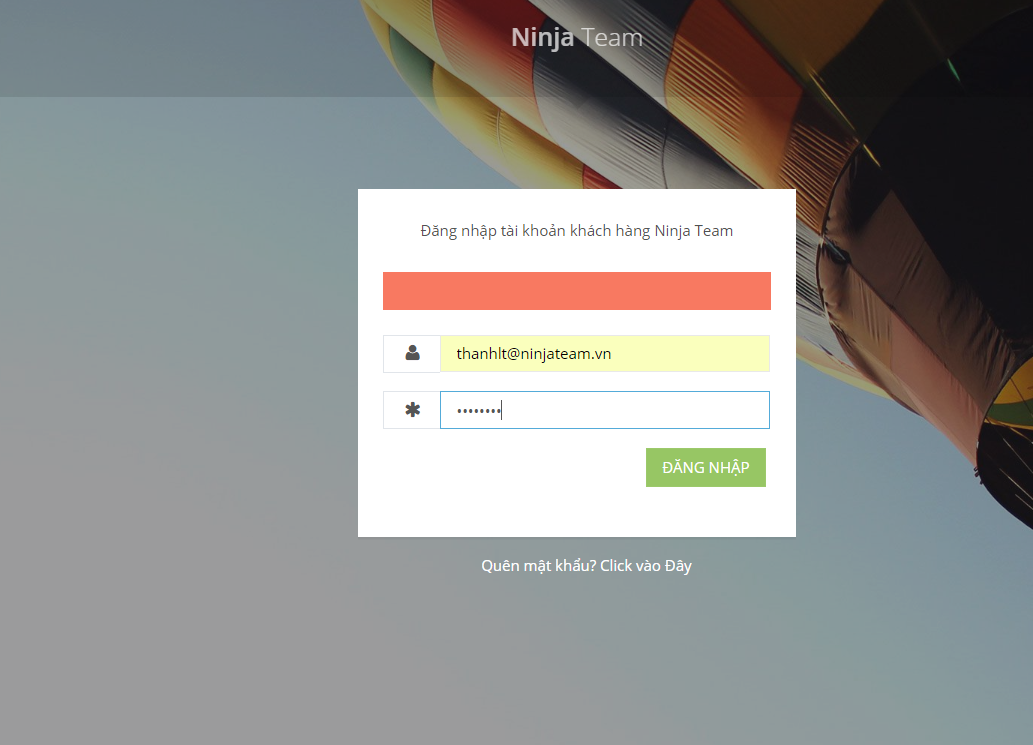 Ninja Team
Đăng nhập tài khoản khách hàng Ninja Team
thanhlt@ninjateam.vn
••••••••
ĐĂNG NHẬP
Quên mật khẩu? Click vào Đây